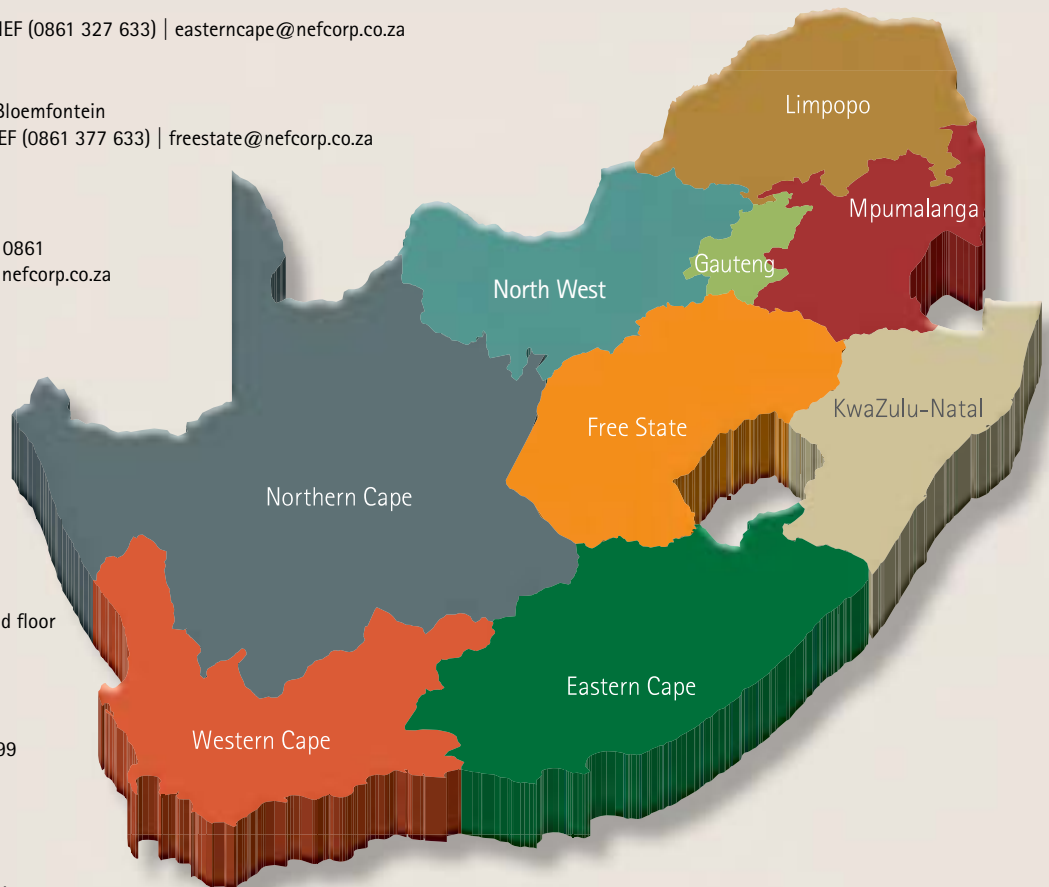 NEF (0861 327 633) | easterncape@nefcorp.co.za
Bloemfontein
EF (0861 377 633) | freestate@nefcorp.co.za
0861
nefcorp.co.za
d floor
99
Limpopo
Mpumalanga
Gauteng
North West
Free State
KwaZulu-Natal
Northern Cape
Eastern Cape
Western Cape